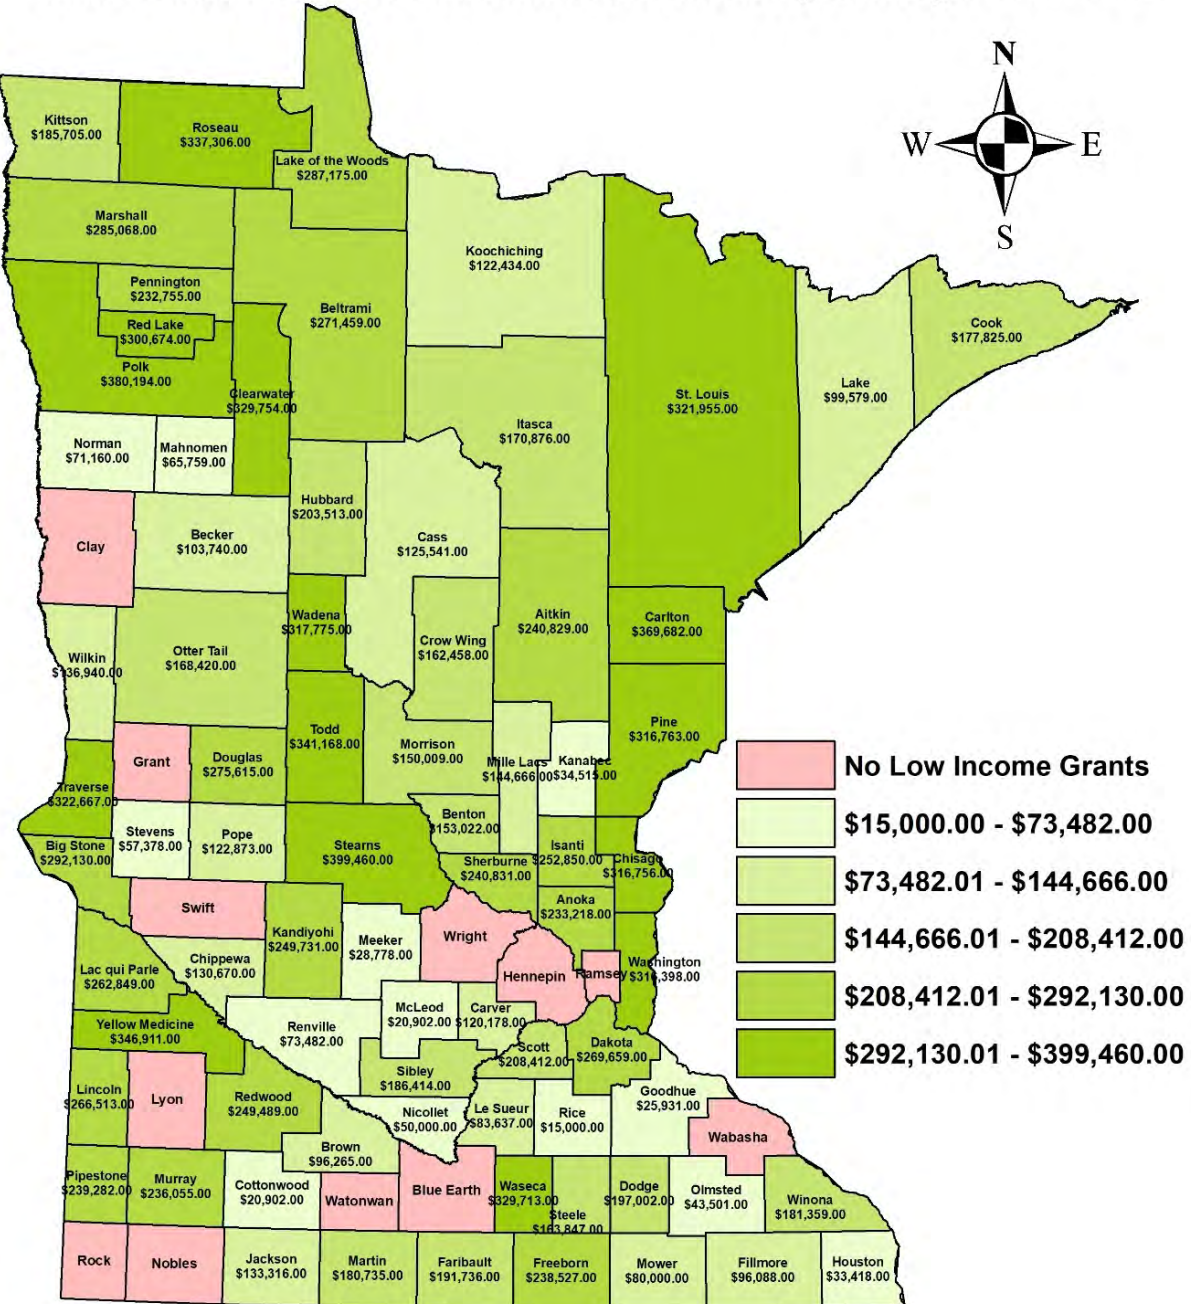 N
W
E
S
Kittson
$185,705.00
Roseau
$337,306.00
Lake of the Woods
$287,175.00
Marshall
$285,068.00
Koochiching
$122,434.00
Pennington
$232,755.00
Beltrami
$271,459.00
Red Lake
$300,674.00
Cook
$177,825.00
Polk
$380,194.00
Clearwater
$329,754.00
St. Louis
$321,955.00
Lake
$99,579.00
Itasca
$170,876.00
Norman
$71,160.00
Mahnomen
$65,759.00
Hubbard
$203,513.00
Clay
Becker
$103,740.00
Cass
$125,541.00
Wadena
$317,775.00
Aitkin
$240,829.00
Carlton
$369,682.00
Crow Wing
$162,458.00
Wilkin
$136,940.00
Otter Tail
$168,420.00
Todd
$341,168.00
Pine
$316,763.00
Grant
Douglas
$275,615.00
Morrison
$150,009.00
Mille Lacs
$144,666.00
Kanabec
$34,515.00
Traverse
$322,667.00
Benton
$153,022.00
Stevens
$57,378.00
Pope
$122,873.00
Big Stone
$292,130.00
Stearns
$399,460.00
Isanti
$252,850.00
Sherburne
$240,831.00
Chisago
$316,756.00
Swift
Anoka
$233,218.00
Kandiyohi
$249,731.00
Meeker
$28,778.00
Wright
Chippewa
$130,670.00
Lac qui Parle
$262,849.00
Hennepin
Ramsey
Washington
$316,398.00
McLeod
$20,902.00
Carver
$120,178.00
Yellow Medicine
$346,911.00
Renville
$73,482.00
Scott
$208,412.00
Dakota
$269,659.00
Sibley
$186,414.00
Lincoln
$266,513.00
Lyon
Redwood
$249,489.00
Goodhue
$25,931.00
Nicollet
$50,000.00
Le Sueur
$83,637.00
Rice
$15,000.00
Wabasha
Brown
$96,265.00
Pipestone
$239,282.00
Murray
$236,055.00
Cottonwood
$20,902.00
Watonwan
Blue Earth
Waseca
$329,713.00
Steele
$163,847.00
Dodge
$197,002.00
Olmsted
$43,501.00
Winona
$181,359.00
Rock
Nobles
Jackson
$133,316.00
Martin
$180,735.00
Faribault
$191,736.00
Freeborn
$238,527.00
Mower
$80,000.00
Fillmore
$96,088.00
Houston
$33,418.00
No Low Income Grants
$15,000.00 - $73,482.00
$73,482.01 - $144,666.00
$144,666.01 - $208,412.00
$208,412.01 - $292,130.00
$292,130.01 - $399,460.00